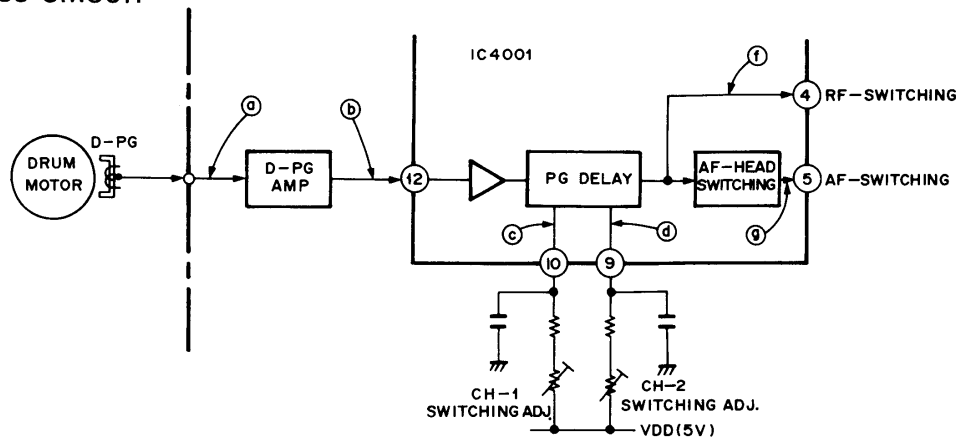 IC4001
f
4 RF-SWITCHING
a
b
D-PG
DRUM
MOTOR
D-PG
AMP
12
PG DELAY
AF-HEAD
SWITCHING
5 AF-SWITCHING
c
d
g
10
9
CH-1
SWITCHING ADJ.
CH-2
SWITCHING ADJ.
VDD(5V)